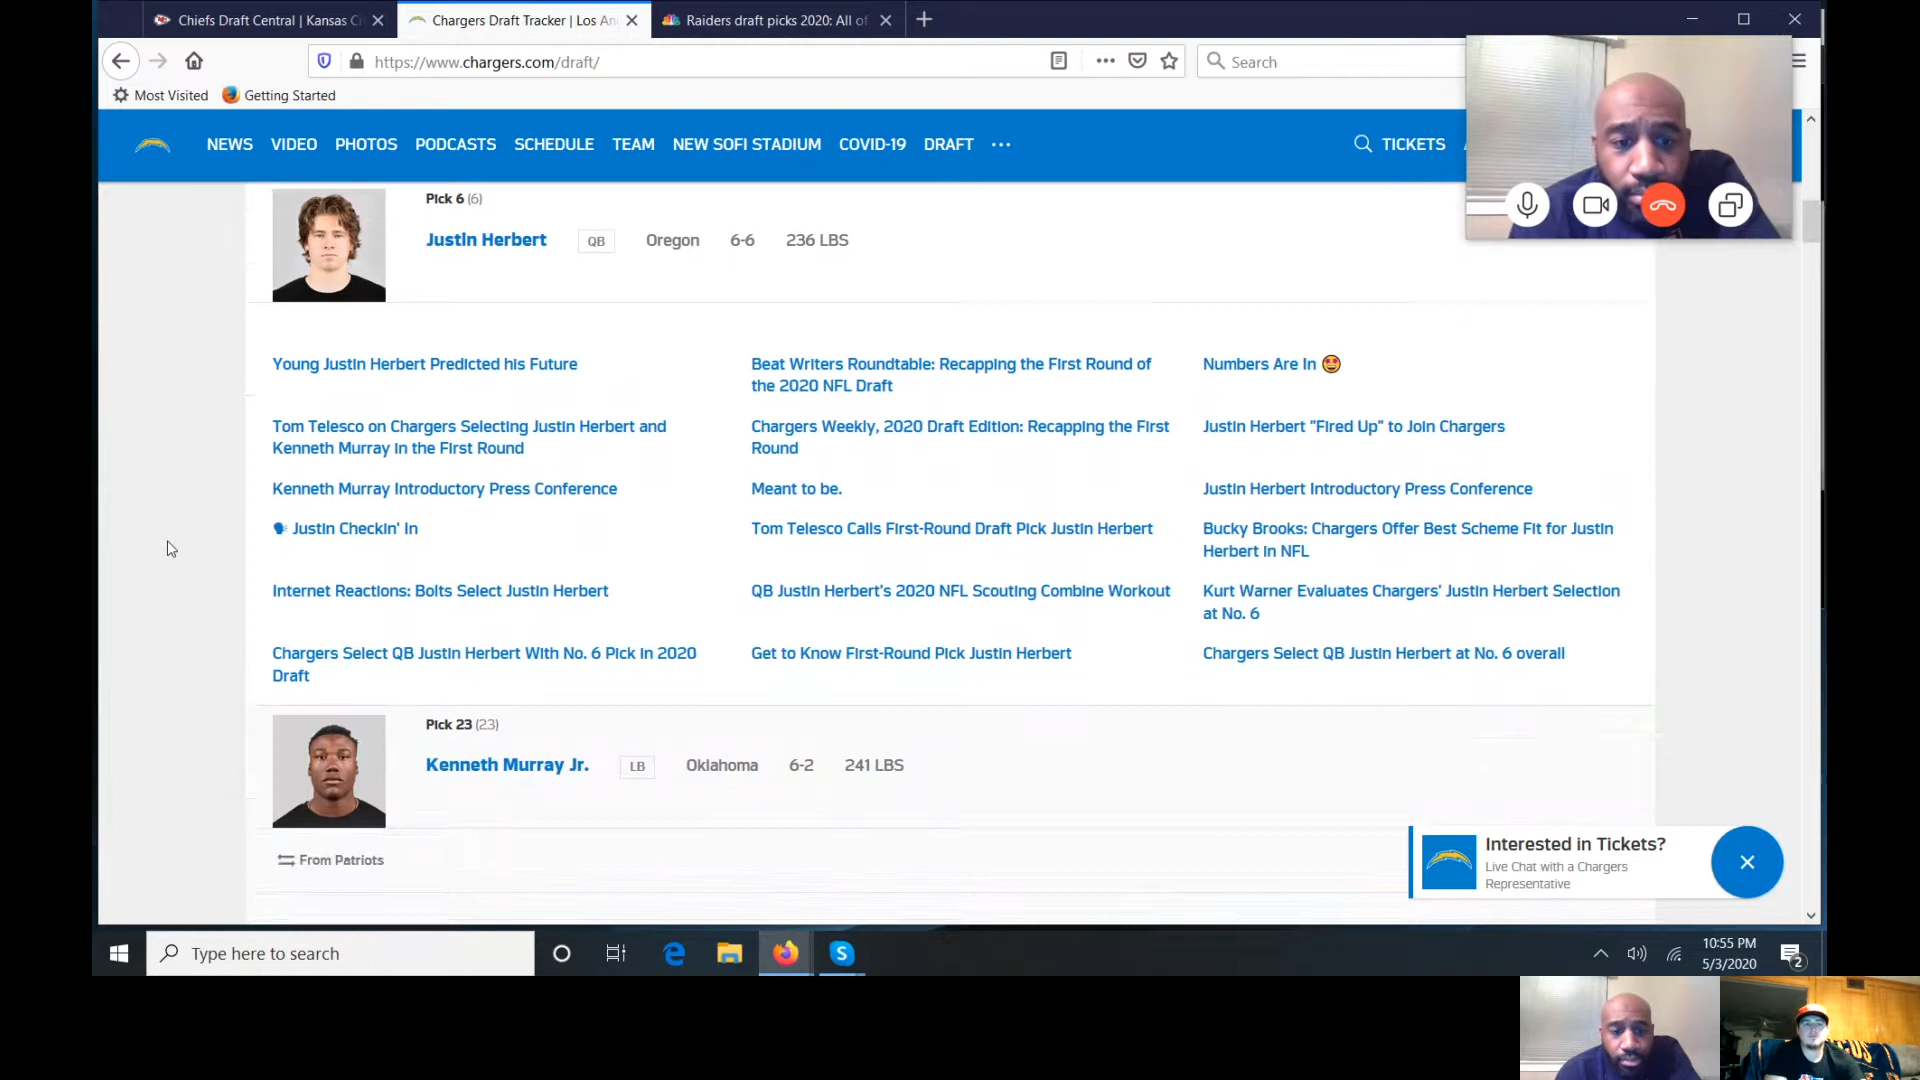 Chiefs Draft Central | Kansas Ci
Chargers Draft Tracker | Los An
Raiders draft picks 2020: All of
https://www.chargers.com/draft/
Search
Most Visited
Getting Started
NEWS VIDEO PHOTOS PODCASTS SCHEDULE TEAM NEW SOFI STADIUM COVID-19 DRAFT ... TICKETS
Pick 6 (6)
Justin Herbert QB Oregon 6-6 236 LBS
Young Justin Herbert Predicted his Future
Beat Writers Roundtable: Recapping the First Round of
the 2020 NFL Draft
Numbers Are In 🤩
Tom Telesco on Chargers Selecting Justin Herbert and
Kenneth Murray in the First Round
Chargers Weekly, 2020 Draft Edition: Recapping the First
Round
Justin Herbert "Fired Up" to Join Chargers
Kenneth Murray Introductory Press Conference
Meant to be.
Justin Herbert Introductory Press Conference
🗣 Justin Checkin' In
Tom Telesco Calls First-Round Draft Pick Justin Herbert
Bucky Brooks: Chargers Offer Best Scheme Fit for Justin
Herbert in NFL
Internet Reactions: Bolts Select Justin Herbert
QB Justin Herbert's 2020 NFL Scouting Combine Workout
Kurt Warner Evaluates Chargers' Justin Herbert Selection
at No. 6
Chargers Select QB Justin Herbert With No. 6 Pick in 2020
Draft
Get to Know First-Round Pick Justin Herbert
Chargers Select QB Justin Herbert at No. 6 overall
Pick 23 (23)
Kenneth Murray Jr. LB Oklahoma 6-2 241 LBS
From Patriots
Interested in Tickets?
Live Chat with a Chargers
Representative
Type here to search
10:55 PM
5/3/2020
2